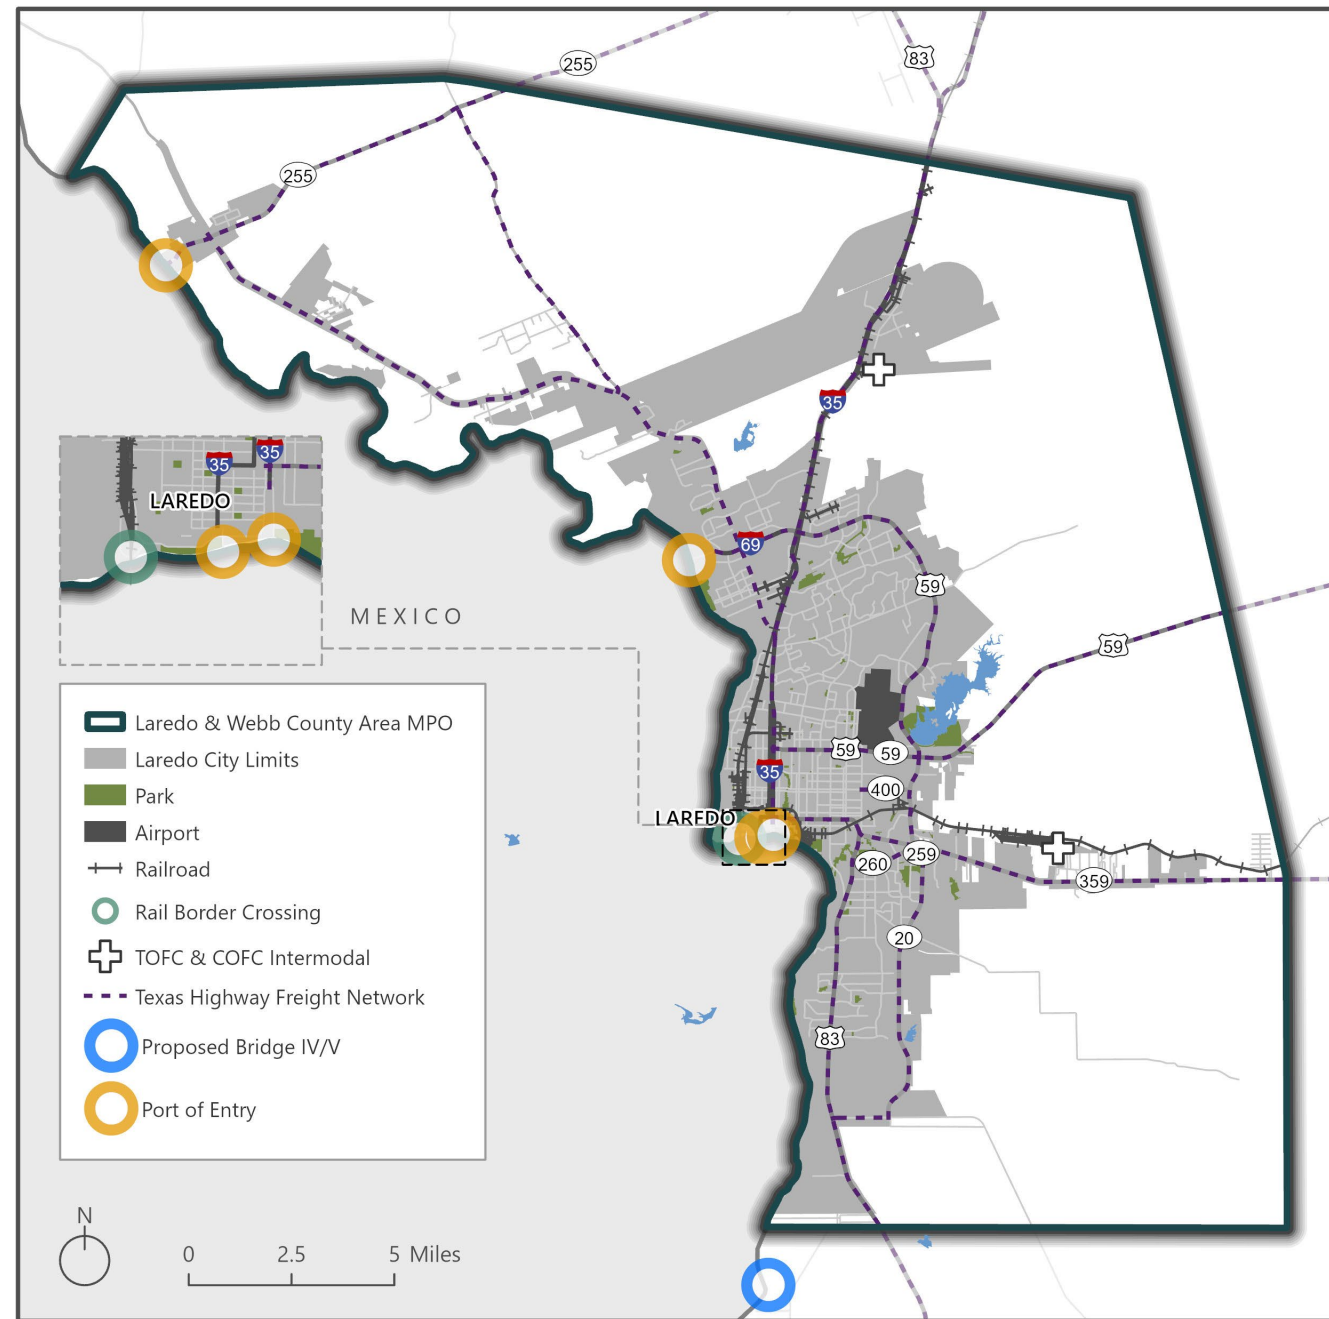 255
83
255
35
35
35
LAREDO
69
59
MEXICO
59
Laredo & Webb County Area MPO
Laredo City Limits
Park
Airport
Railroad
Rail Border Crossing
TOFC & COFC Intermodal
Texas Highway Freight Network
Proposed Bridge IV/V
Port of Entry
59
59
35
400
LAREDO
260
259
359
20
83
N
0 2.5 5 Miles